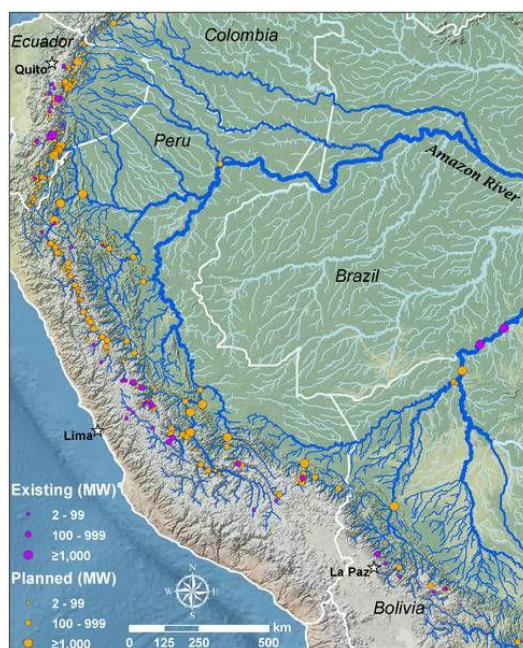 Ecuador
Colombia
Quito
Peru
Amazon River
Brazil
Lima
Existing (MW)
2 - 99
100 - 999
≥1,000
Planned (MW)
2 - 99
100 - 999
≥1,000
N
W E
S
km
0 125 250 500
La Paz
Bolivia